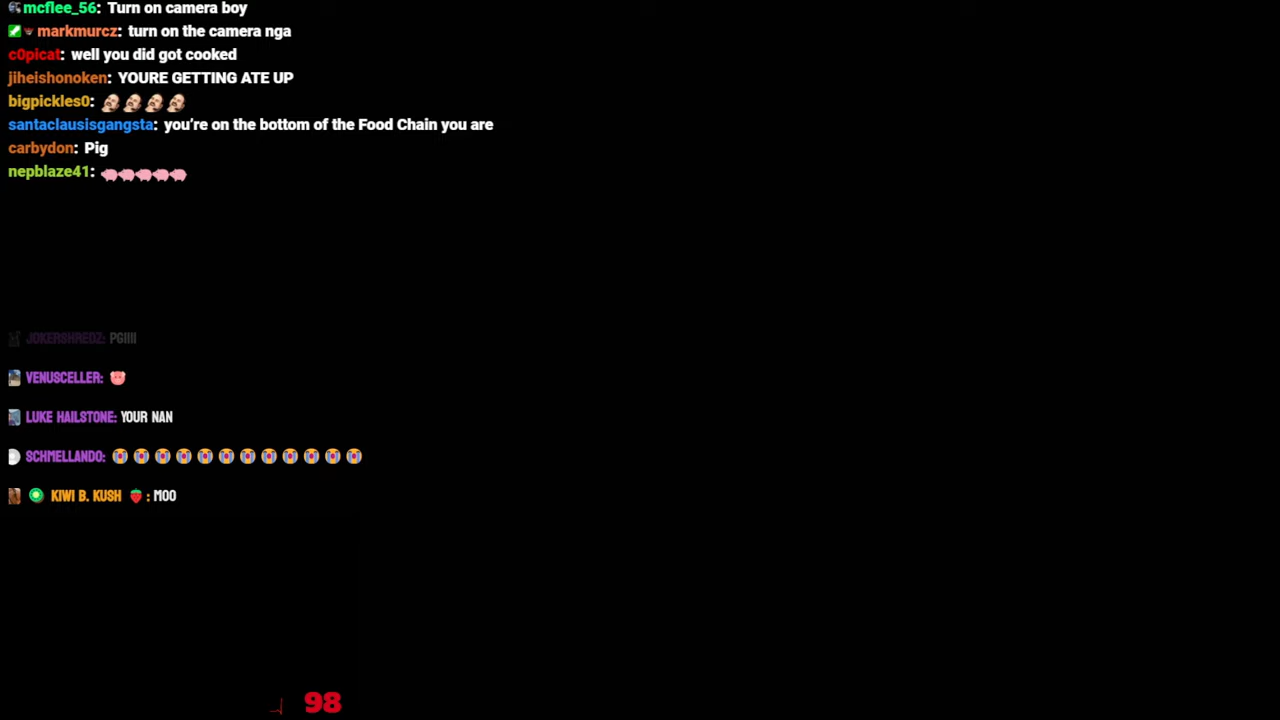 mcflee_56: Turn on camera boy
markmurcz: turn on the camera nga
c0picat: well you did got cooked
jiheishonoken: YOURE GETTING ATE UP
bigpickles0:
santaclausisgangsta: you’re on the bottom of the Food Chain you are
carbydon: Pig
nepblaze41:
JOKERSHREDZ: PGIIII
VENUSCELLER:
LUKE HAILSTONE: YOUR NAN
SCHMELLANDO:
KIWI B. KUSH : MOO
98